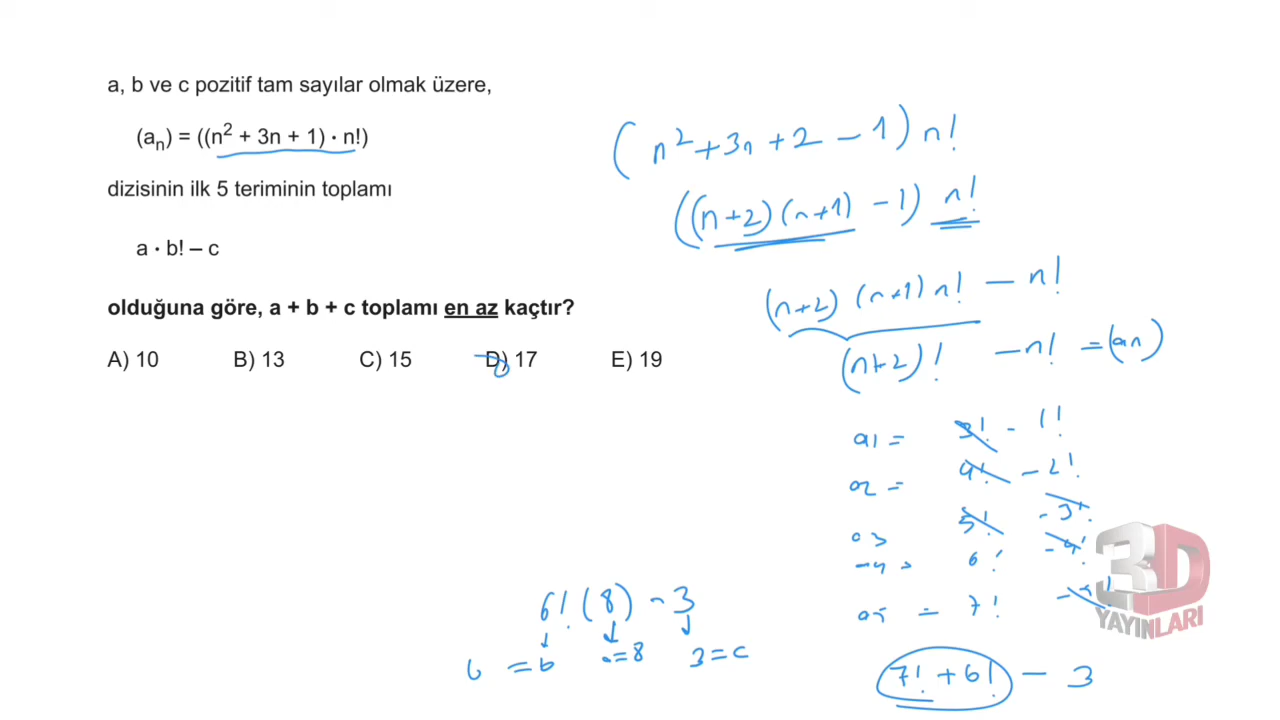 a, b ve c pozitif tam sayılar olmak üzere,
(aₙ) = ((n² + 3n + 1) · n!)
dizisinin ilk 5 teriminin toplamı
a · b! – c
olduğuna göre, a + b + c toplamı en az kaçtır?
A) 10 B) 13 C) 15 D) 17 E) 19
(n² + 3n + 2 – 1) n!
((n+2) (n+1) – 1) n!
(n+2) (n+1) n! – n!
(n+2)! – n! = (an)
a1 = 3! – 1!
a2 = 4! – 2!
a3 5! – 3!
6! – 4!
a5 = 7!
7! + 6! – 3
6! (8) – 3
6 = b a=8 3 = c
3D
YAYINLARI